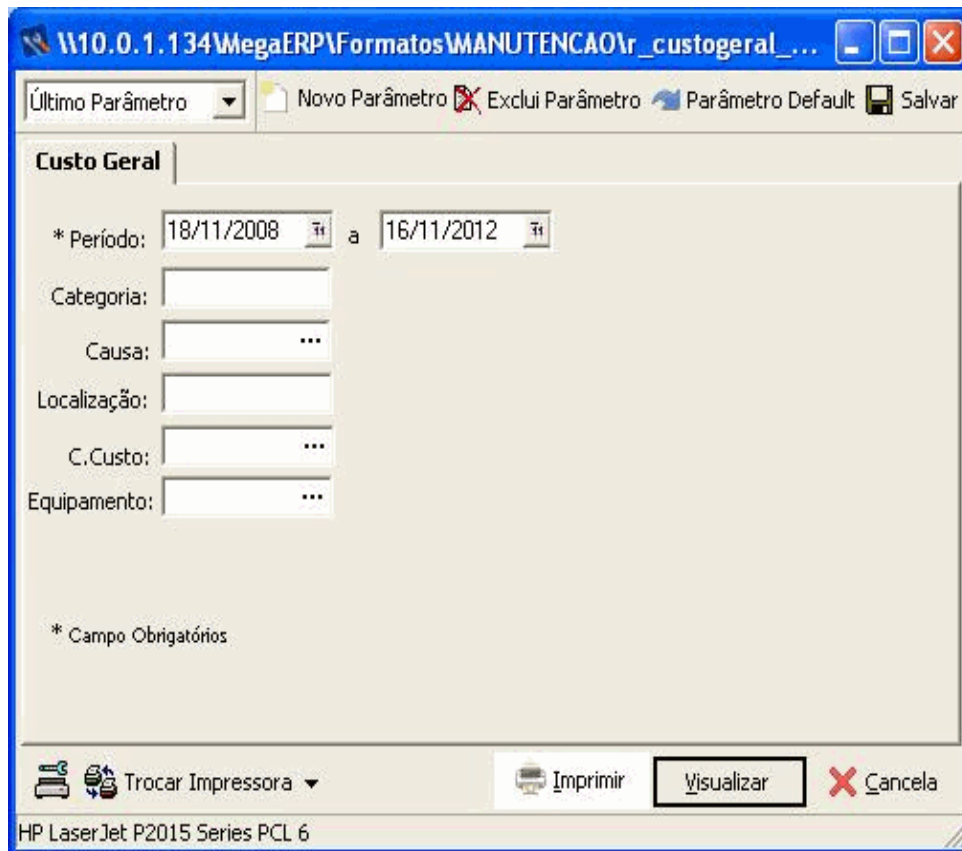 \\10.0.1.134\MegaERP\Formatos\MANUTENCAO\r_custogeral_...
Último Parâmetro Novo Parâmetro Exclui Parâmetro Parâmetro Default Salvar
Custo Geral
* Período: 18/11/2008 a 16/11/2012
Categoria:
Causa: ...
Localização:
C.Custo: ...
Equipamento: ...
* Campo Obrigatórios
Trocar Impressora Imprimir Visualizar Cancela
HP LaserJet P2015 Series PCL 6